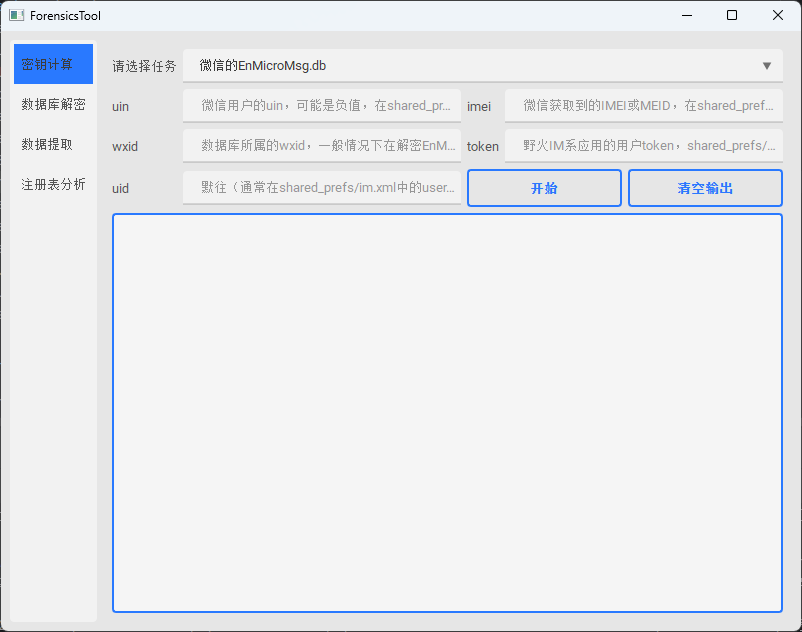 ForensicsTool
密钥计算
数据库解密
数据提取
注册表分析
请选择任务 微信的EnMicroMsg.db
uin 微信用户的uin，可能是负值，在shared_pr... imei 微信获取到的IMEI或MEID，在shared_pref...
wxid 数据库所属的wxid，一般情况下在解密EnM... token 野火IM系应用的用户token，shared_prefs/...
uid 默往（通常在shared_prefs/im.xml中的user... 开始 清空输出